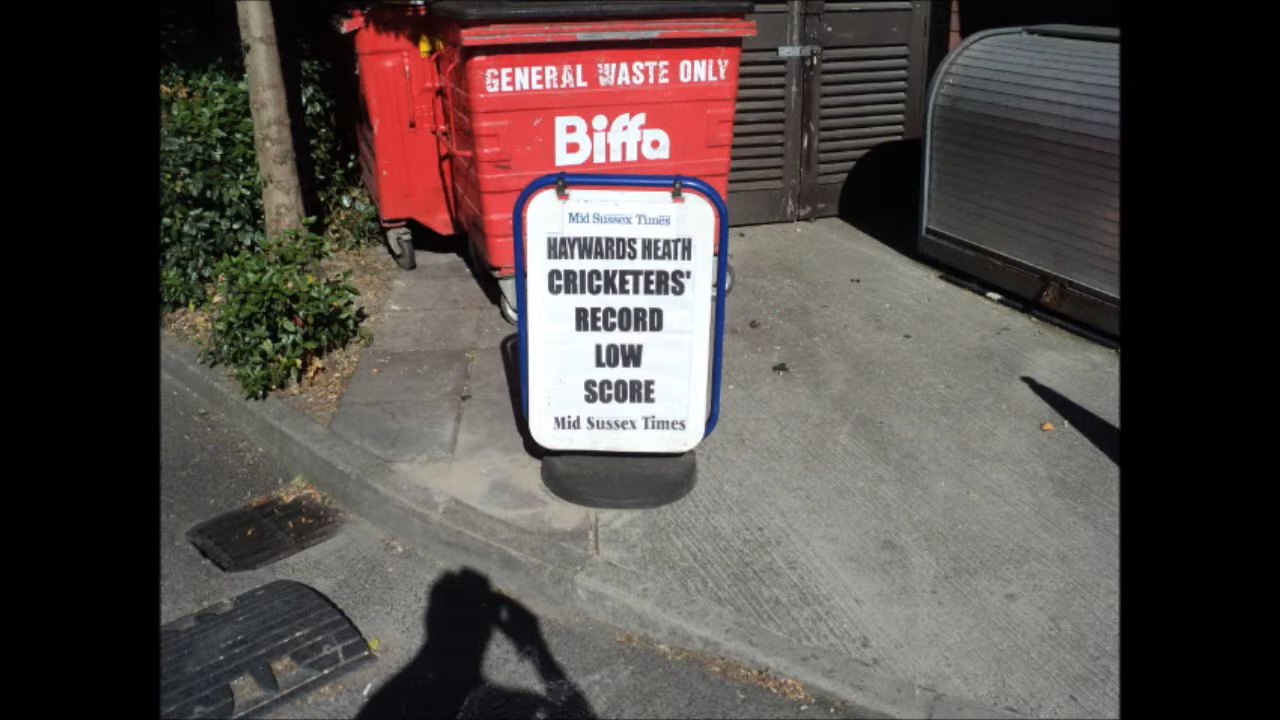 GENERAL WASTE ONLY
Biffa
Mid Sussex Times
HAYWARDS HEATH
CRICKETERS'
RECORD
LOW
SCORE
Mid Sussex Times